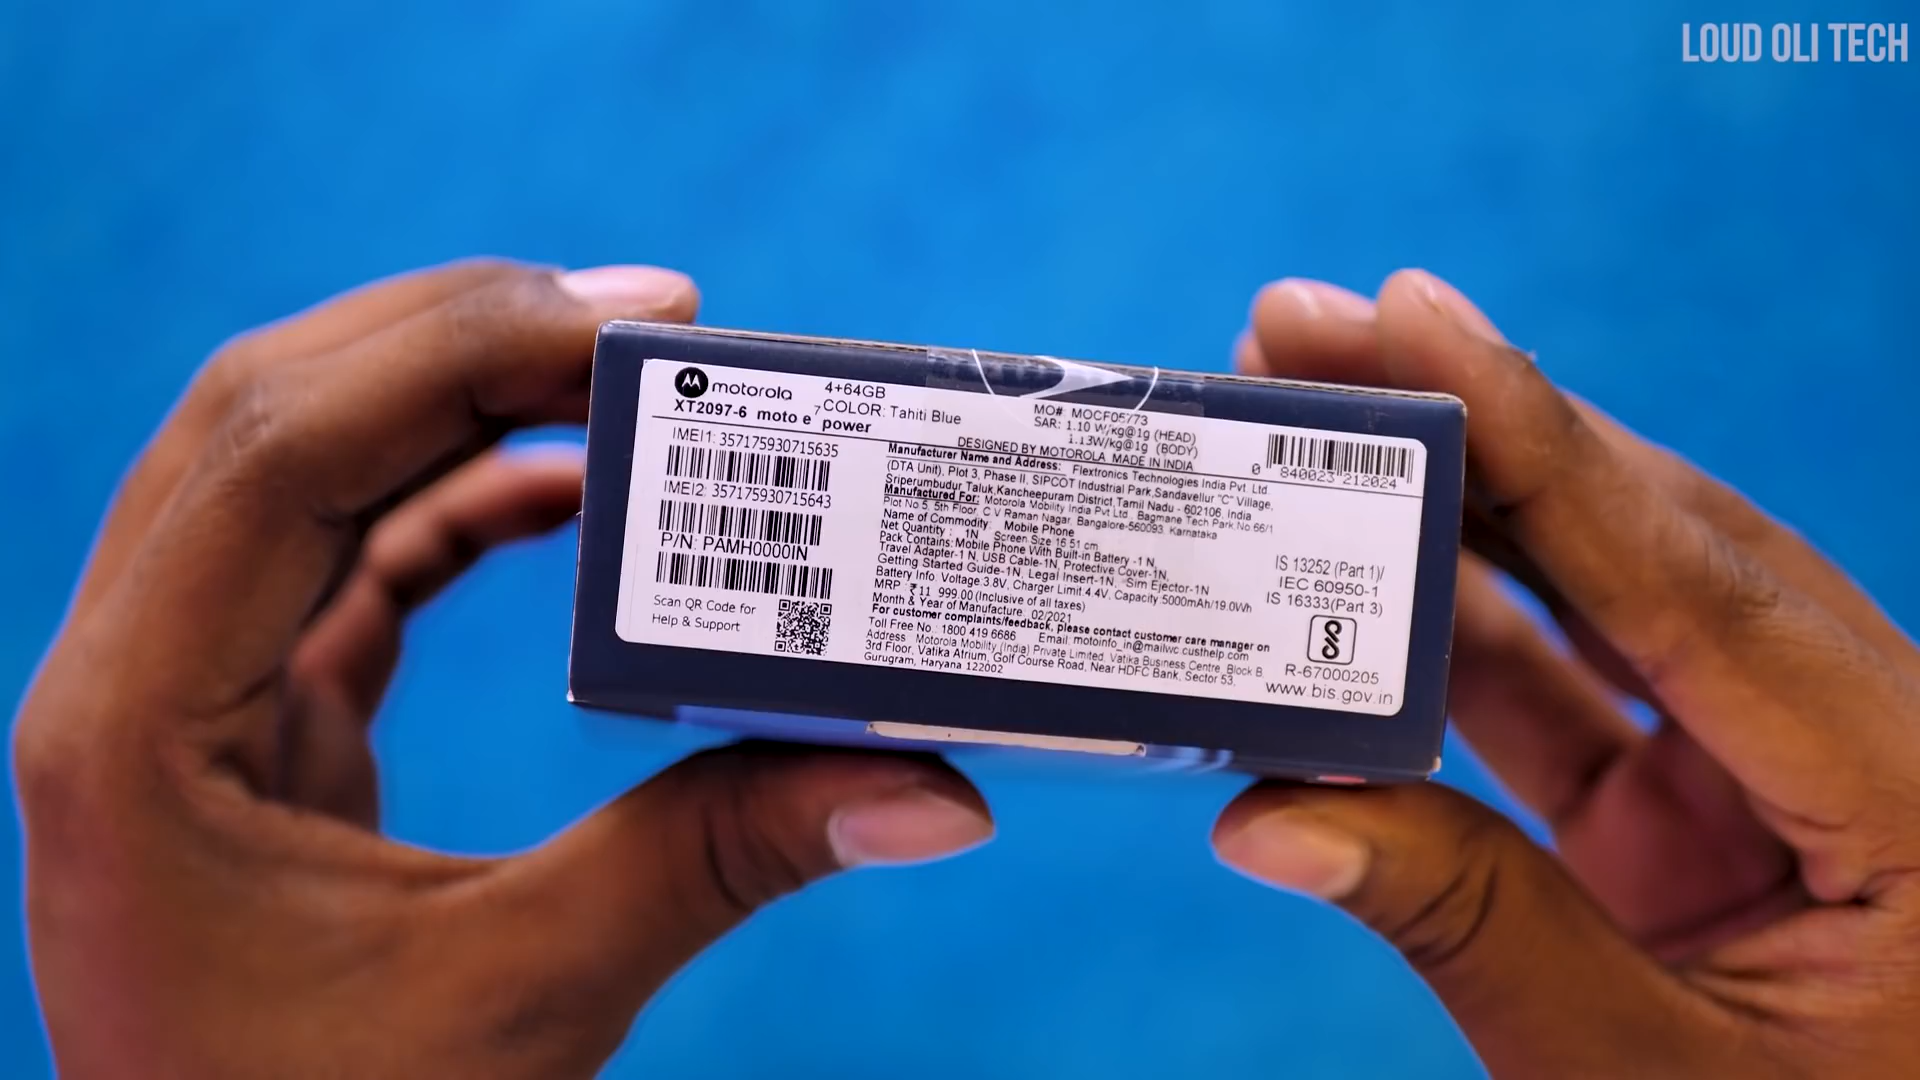 LOUD OLI TECH
motorola
4+64GB
XT2097-6 moto e⁷ power
COLOR: Tahiti Blue
MO#: MOCF05773
SAR: 1.10 W/kg@1g (HEAD)
1.13W/kg@1g (BODY)
DESIGNED BY MOTOROLA MADE IN INDIA
0 840023 212024
IMEI1: 357175930715635
IMEI2: 357175930715643
P/N: PAMH0000IN
Scan QR Code for
Help & Support
Manufacturer Name and Address: Flextronics Technologies India Pvt. Ltd.
(DTA Unit), Plot 3, Phase II, SIPCOT Industrial Park,Sandavellur "C" Village,
Sriperumbudur Taluk,Kancheepuram District,Tamil Nadu - 602106, India
Manufactured For: Motorola Mobility India Pvt Ltd. Bagmane Tech Park No 66/1
Plot No 5, 5th Floor, C V Raman Nagar, Bangalore-560093, Karnataka
Name of Commodity: Mobile Phone
Net Quantity : 1N Screen Size 16.51 cm
Pack Contains:Mobile Phone With Built-in Battery -1 N,
Travel Adapter-1 N, USB Cable-1N, Protective Cover-1N,
Getting Started Guide-1N, Legal Insert-1N, Sim Ejector-1N
Battery Info. Voltage:3.8V, Charger Limit 4.4V, Capacity:5000mAh/19.0Wh
MRP : ₹11 999.00 (Inclusive of all taxes)
Month & Year of Manufacture: 02/2021
For customer complaints/feedback, please contact customer care manager on
Toll Free No.: 1800 419 6686 Email: motoinfo_in@mailwc.custhelp.com
Address : Motorola Mobility (India) Private Limited, Vatika Business Centre, Block B,
3rd Floor, Vatika Atrium, Golf Course Road, Near HDFC Bank, Sector 53,
Gurugram, Haryana 122002
IS 13252 (Part 1)/
IEC 60950-1
IS 16333(Part 3)
R-67000205
www.bis.gov.in